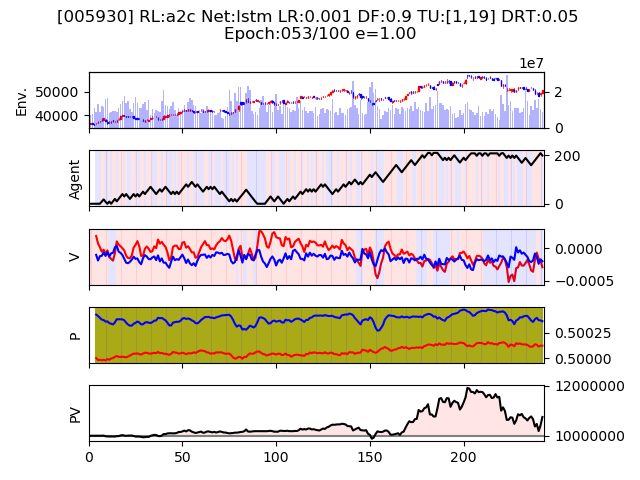 [005930] RL:a2c Net:lstm LR:0.001 DF:0.9 TU:[1,19] DRT:0.05
Epoch:053/100 e=1.00
1e7
Env.
50000
40000
2
0
Agent
200
0
V
0.0000
−0.0005
P
0.50025
0.50000
PV
12000000
10000000
0 50 100 150 200